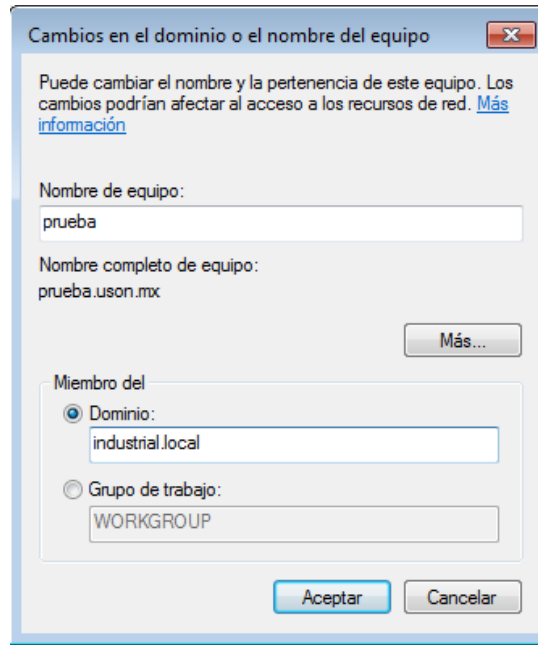 Cambios en el dominio o el nombre del equipo
Puede cambiar el nombre y la pertenencia de este equipo. Los
cambios podrían afectar al acceso a los recursos de red. Más
información
Nombre de equipo:
prueba
Nombre completo de equipo:
prueba.uson.mx
Más...
Miembro del
Dominio:
industrial.local
Grupo de trabajo:
WORKGROUP
Aceptar
Cancelar